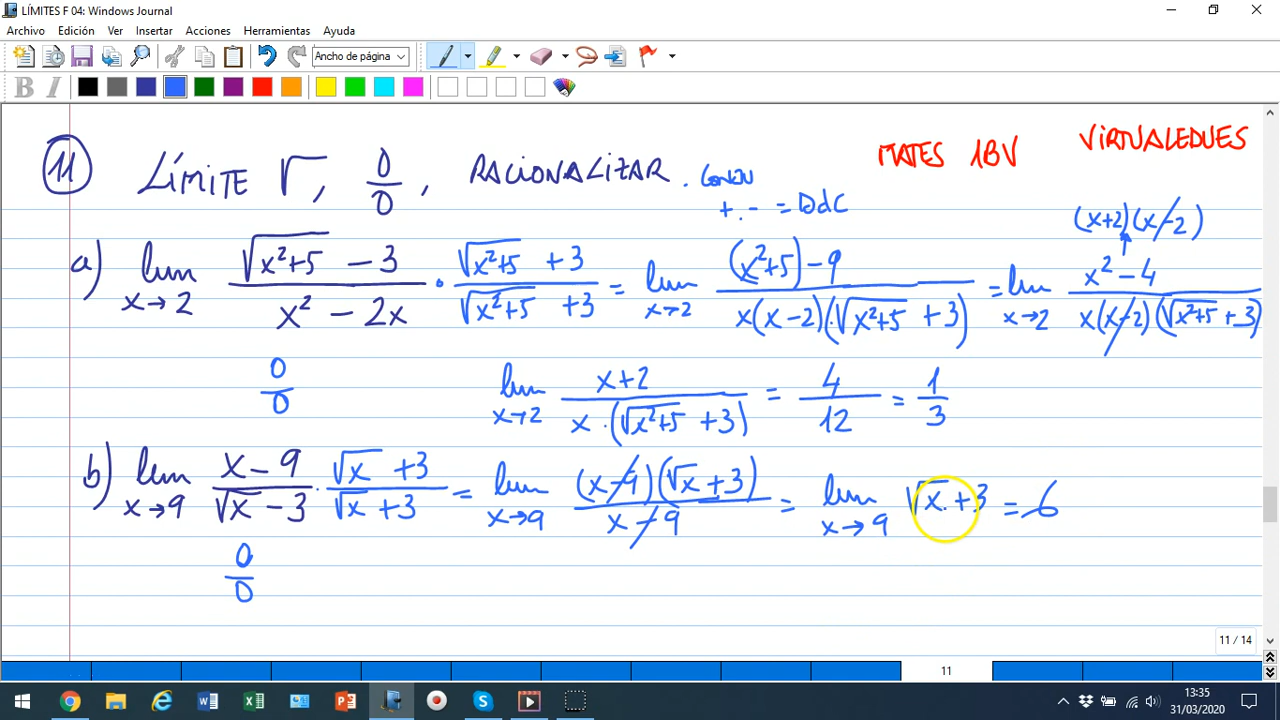 LÍMITES F 04: Windows Journal
Archivo Edición Ver Insertar Acciones Herramientas Ayuda
Ancho de página
B I
MATES 1BV VIRTUALEDUES
11 LÍMITE √, 0/0, RACIONALIZAR.
+ . - = DdC
(x+2)(x-2)
a) lim x→2 (√(x²+5) - 3)/(x² - 2x) · (√(x²+5) + 3)/(√(x²+5) + 3) = lim x→2 ((x²+5) - 9)/(x(x-2)(√(x²+5) + 3)) = lim x→2 (x² - 4)/(x(x-2)(√(x²+5) + 3))
0/0 lim x→2 (x+2)/(x·(√(x²+5) + 3)) = 4/12 = 1/3
b) lim x→9 (x - 9)/(√x - 3) · (√x + 3)/(√x + 3) = lim x→9 ((x-9)(√x + 3))/(x - 9) = lim x→9 √x + 3 = 6
0/0
11 / 14
11
13:35
31/03/2020